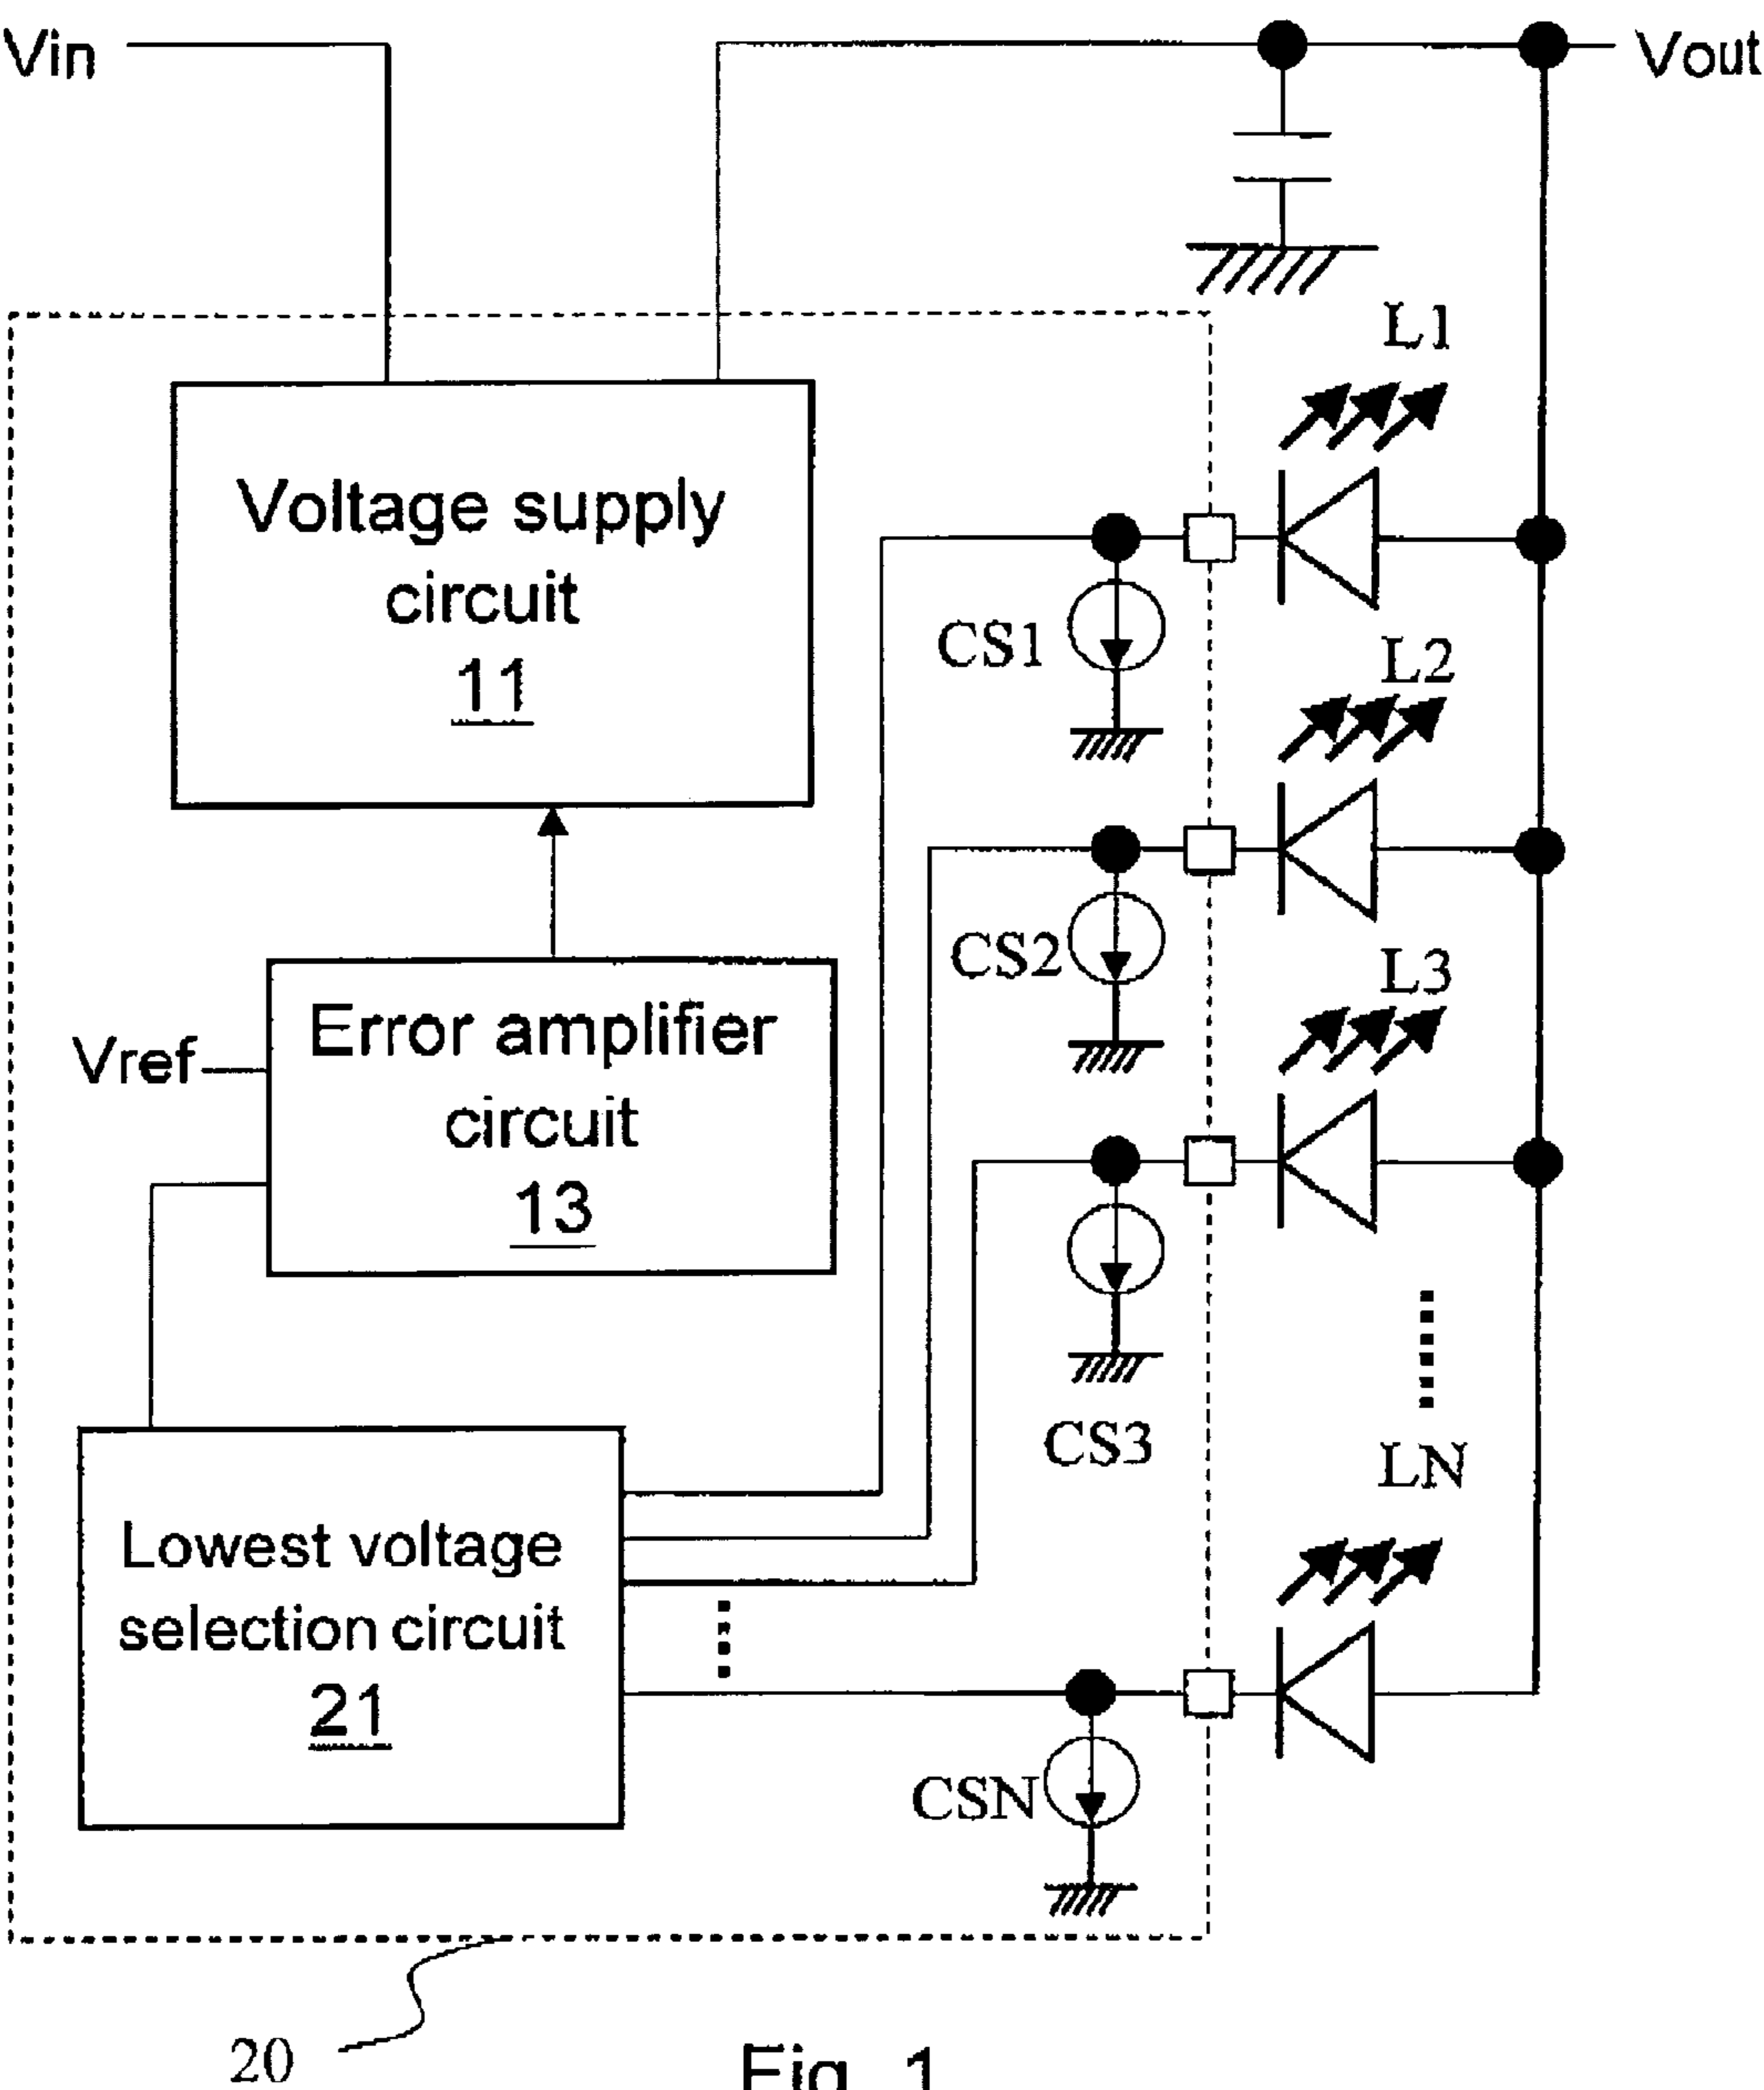 Vin
Vout
L1
Voltage supply
circuit
11
CS1
L2
CS2
L3
Error amplifier
circuit
13
Vref
CS3
LN
Lowest voltage
selection circuit
21
CSN
20
Fig. 1